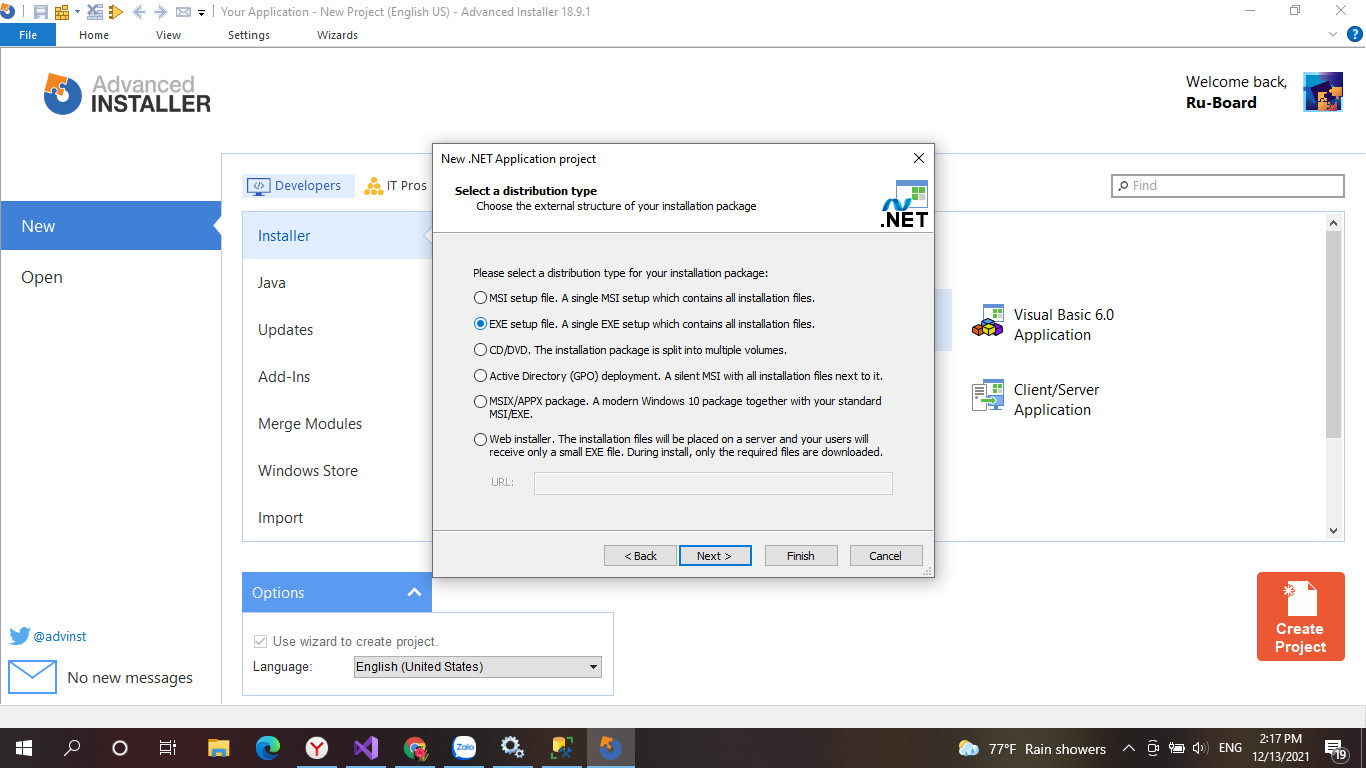 Your Application - New Project (English US) - Advanced Installer 18.9.1
File Home View Settings Wizards
Advanced
INSTALLER
Welcome back,
Ru-Board
New
Open
Developers IT Pros
Find
Installer
Java
Updates
Add-Ins
Merge Modules
Windows Store
Import
Visual Basic 6.0
Application
Client/Server
Application
New .NET Application project
Select a distribution type
Choose the external structure of your installation package
.NET
Please select a distribution type for your installation package:
MSI setup file. A single MSI setup which contains all installation files.
EXE setup file. A single EXE setup which contains all installation files.
CD/DVD. The installation package is split into multiple volumes.
Active Directory (GPO) deployment. A silent MSI with all installation files next to it.
MSIX/APPX package. A modern Windows 10 package together with your standard
MSI/EXE.
Web installer. The installation files will be placed on a server and your users will
receive only a small EXE file. During install, only the required files are downloaded.
URL:
< Back Next > Finish Cancel
Options
Use wizard to create project.
Language: English (United States)
Create
Project
@advinst
No new messages
Zalo
77°F Rain showers
ENG
2:17 PM
12/13/2021
19